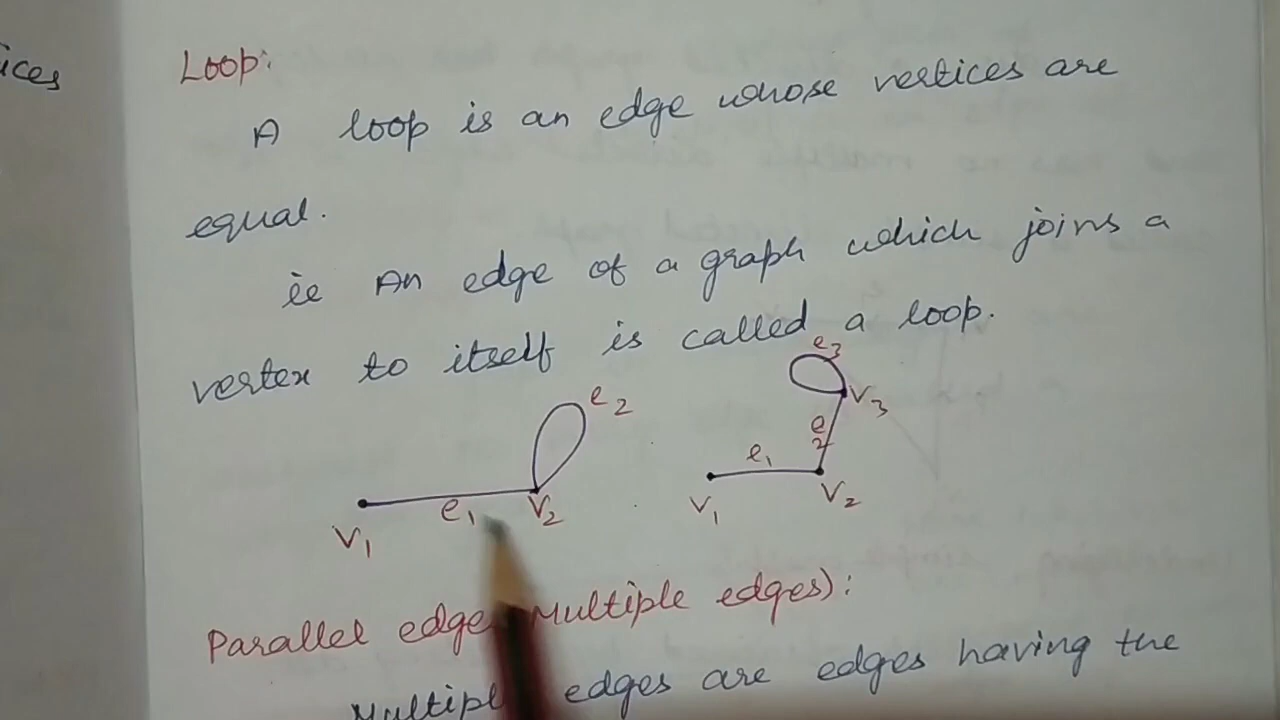 ices
Loop:
A loop is an edge whose vertices are
equal.
ie An edge of a graph which joins a
vertex to itself is called a loop.
e3
e2
V3
e2
e1
V1
V2
e1
V2
V1
Parallel edge Multiple edges):
Multipl edges are edges having the